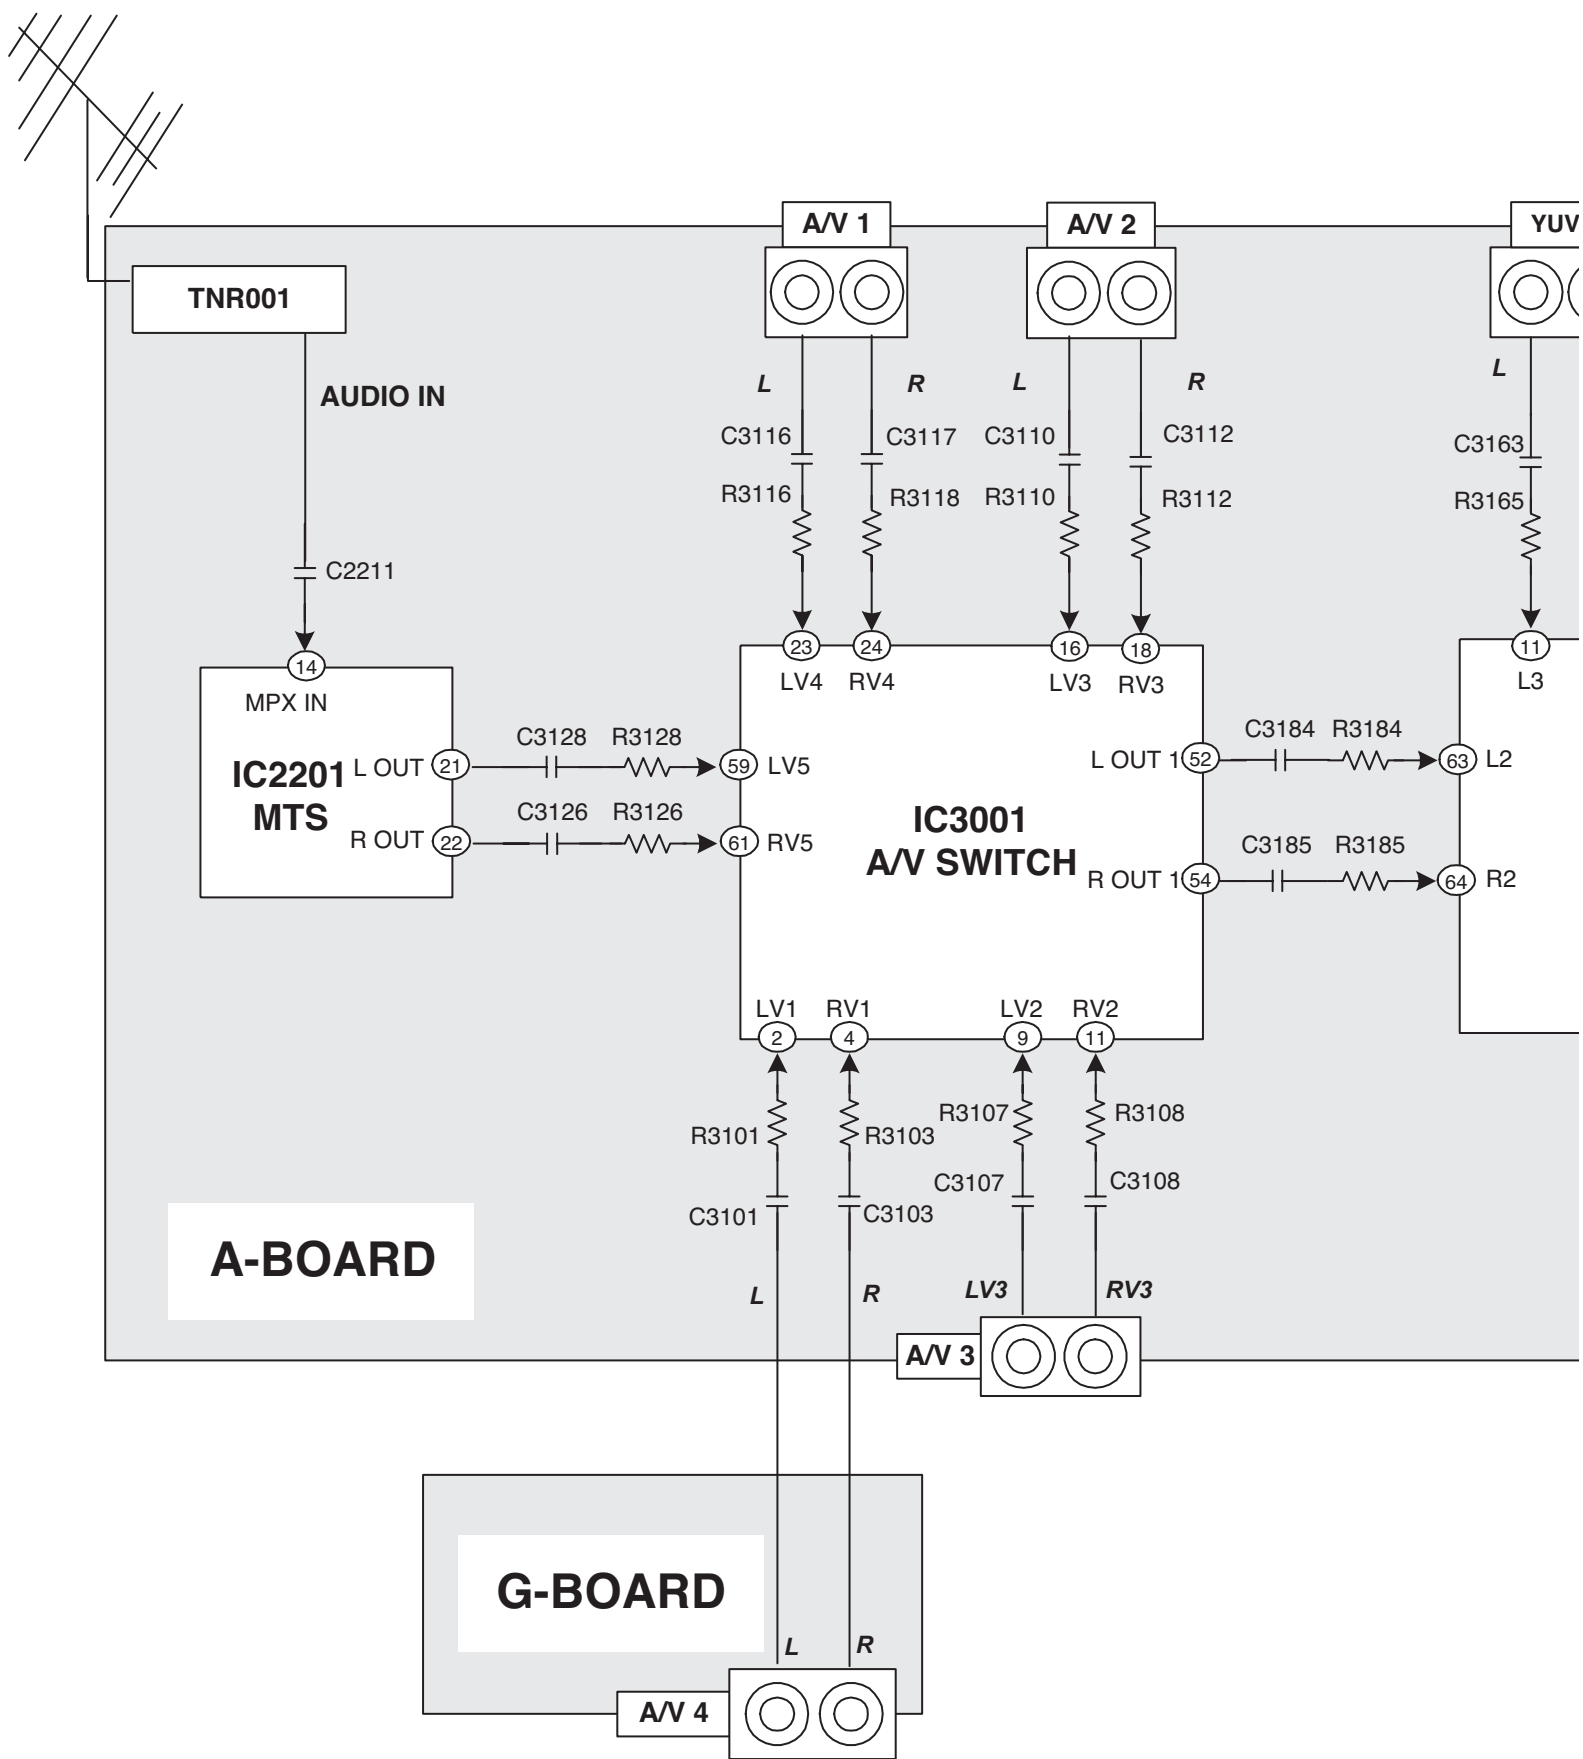 A/V 1
A/V 2
YUV
TNR001
AUDIO IN
L
R
L
R
L
C3116
C3117
C3110
C3112
C3163
R3116
R3118
R3110
R3112
R3165
C2211
14
23
24
16
18
11
MPX IN
LV4
RV4
LV3
RV3
L3
IC2201
MTS
L OUT
21
C3128
R3128
59
LV5
R OUT
22
C3126
R3126
61
RV5
IC3001
A/V SWITCH
L OUT 1
52
C3184
R3184
63
L2
R OUT 1
54
C3185
R3185
64
R2
LV1
RV1
LV2
RV2
2
4
9
11
R3101
R3103
R3107
R3108
C3101
C3103
C3107
C3108
A-BOARD
L
R
LV3
RV3
A/V 3
G-BOARD
L
R
A/V 4